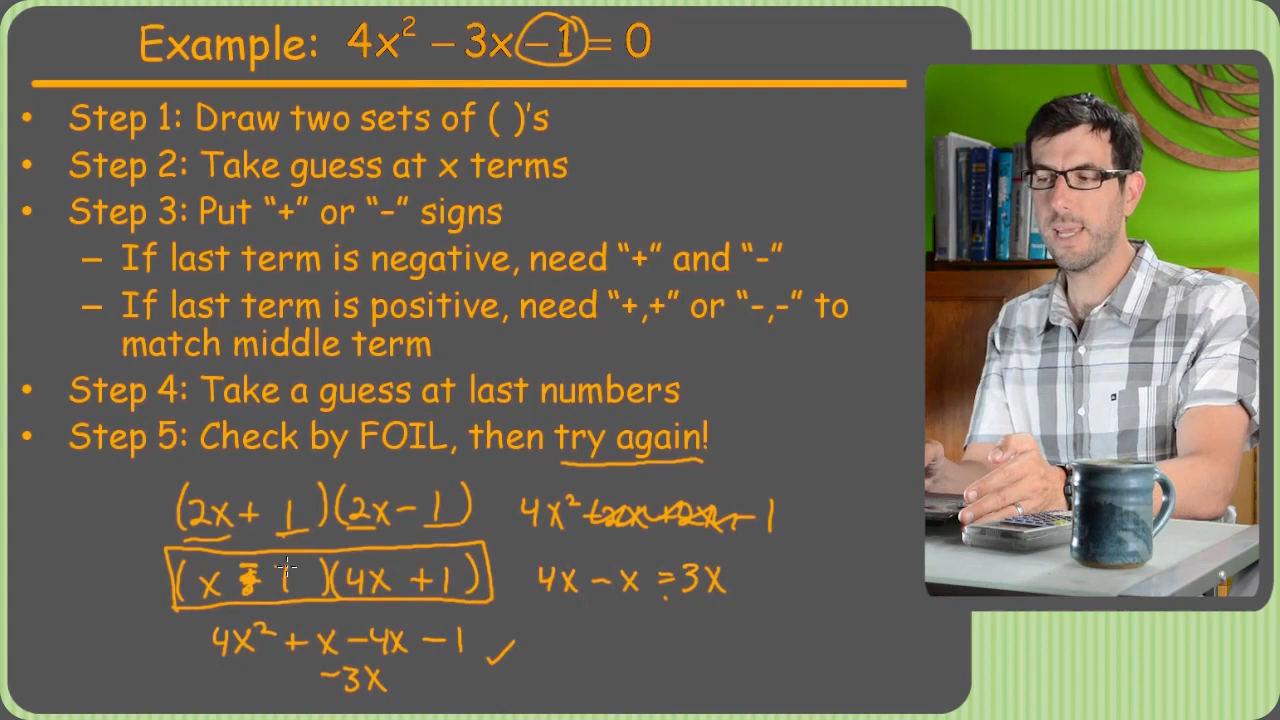 Example: 4x² – 3x – 1 = 0
• Step 1: Draw two sets of ( )'s
• Step 2: Take guess at x terms
• Step 3: Put “+” or “–” signs
– If last term is negative, need “+” and “-”
– If last term is positive, need “+,+” or “-,-” to
match middle term
• Step 4: Take a guess at last numbers
• Step 5: Check by FOIL, then try again!
(2x + 1)(2x – 1) 4x² – 1
(x – 1)(4x + 1) 4x – x = 3x
4x² + x – 4x – 1 ✓
–3x